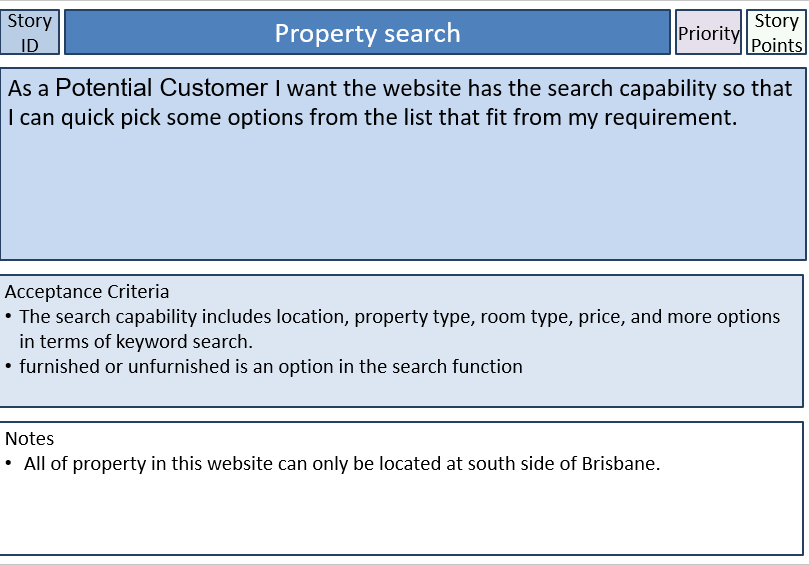 Story
ID
Property search
Priority
Story
Points
As a Potential Customer I want the website has the search capability so that
I can quick pick some options from the list that fit from my requirement.
Acceptance Criteria
• The search capability includes location, property type, room type, price, and more options
in terms of keyword search.
• furnished or unfurnished is an option in the search function
Notes
• All of property in this website can only be located at south side of Brisbane.